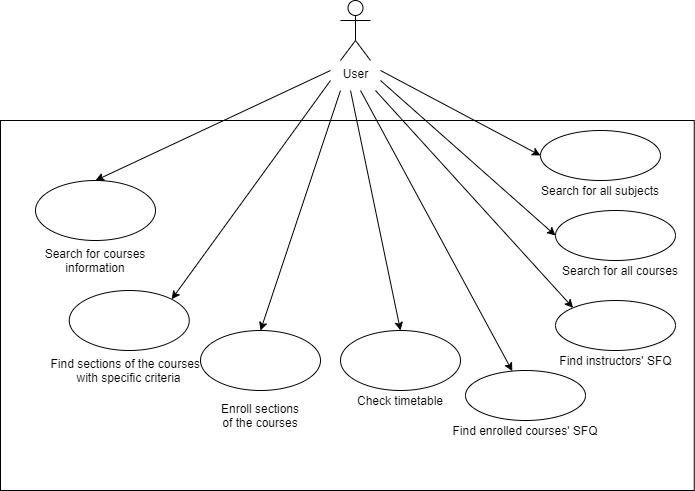 User
Search for all subjects
Search for courses
information
Search for all courses
Find sections of the courses
with specific criteria
Find instructors' SFQ
Enroll sections
of the courses
Check timetable
Find enrolled courses' SFQ